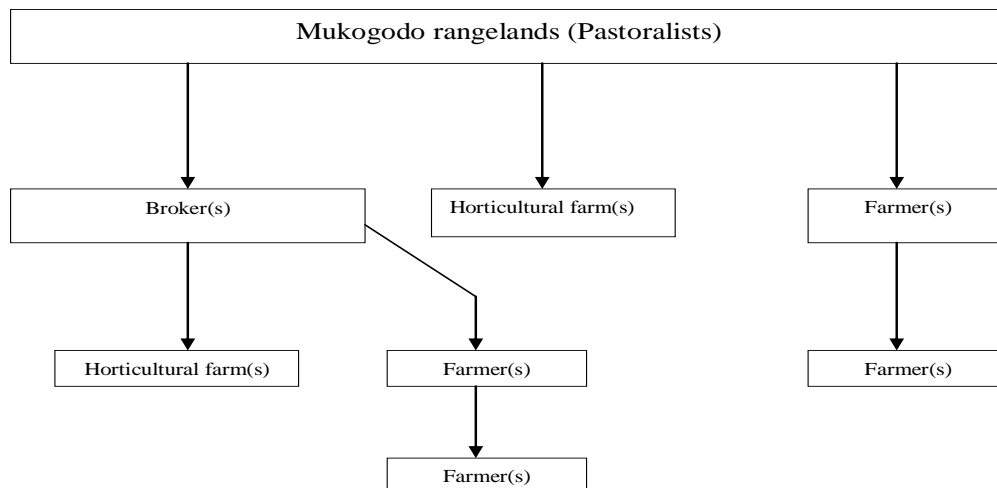 Mukogodo rangelands (Pastoralists)
Broker(s)
Horticultural farm(s)
Farmer(s)
Horticultural farm(s)
Farmer(s)
Farmer(s)
Farmer(s)